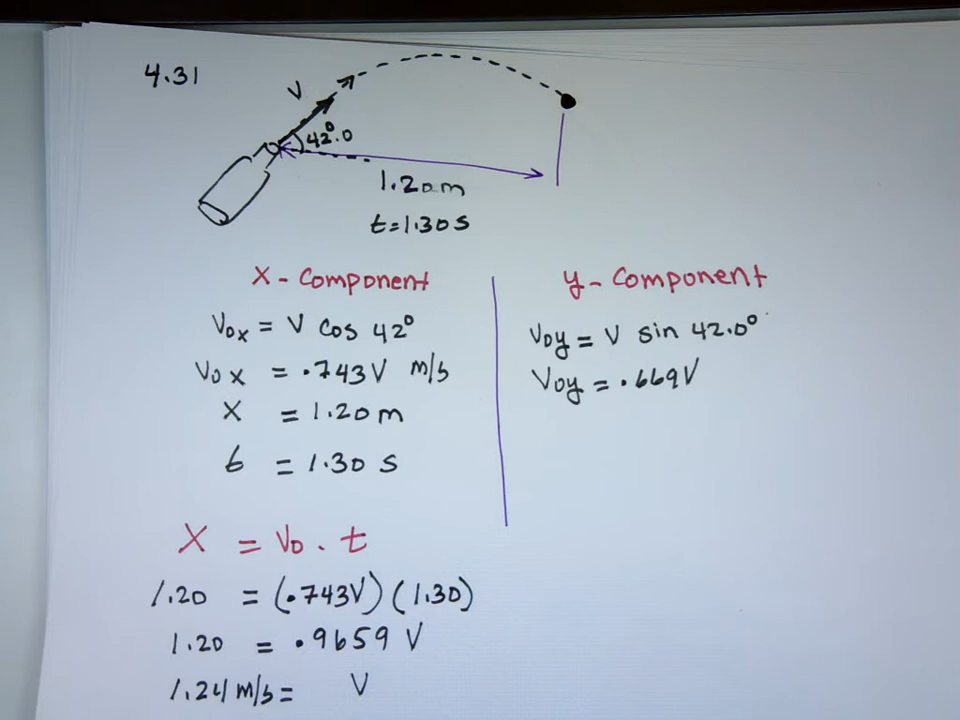 4.31
V
42°.0
1.20m
t=1.30s
X - Component
Vox = V cos 42°
Vox = .743V m/s
X = 1.20m
t = 1.30 s
y - Component
Voy = V sin 42.0°
Voy = .669V
X = Vo . t
1.20 = (.743V)(1.30)
1.20 = .9659 V
1.24 m/s = V